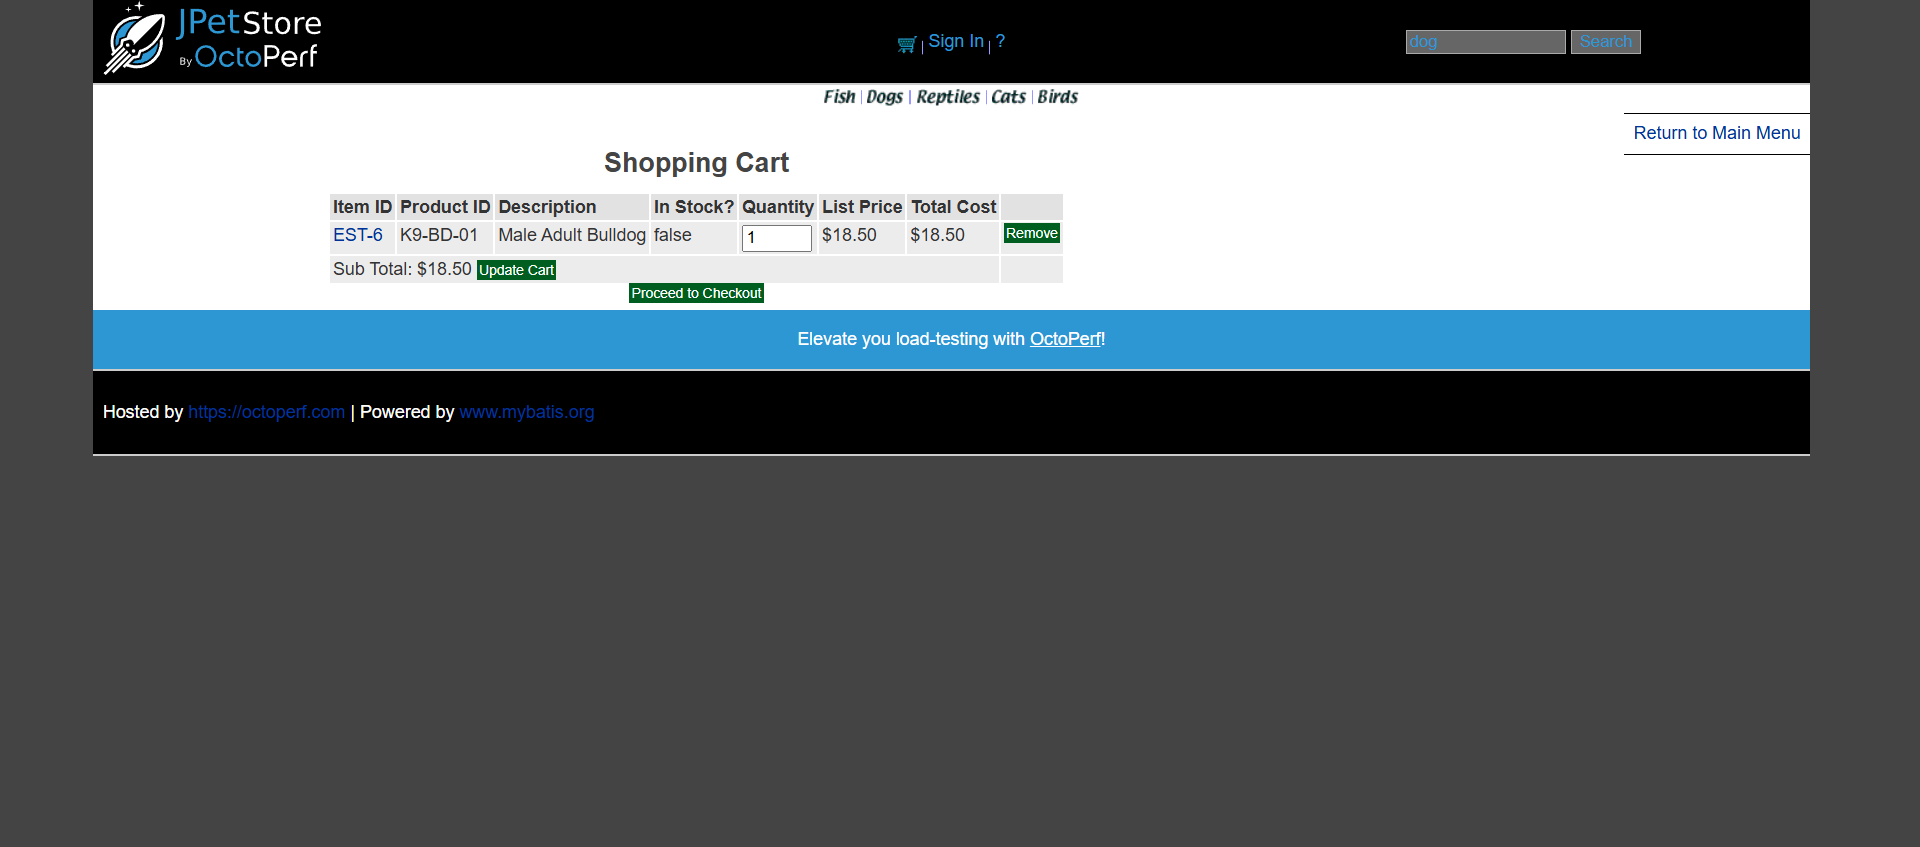 JPetStore
By OctoPerf
| Sign In | ?
dog Search
Fish | Dogs | Reptiles | Cats | Birds
Return to Main Menu
Shopping Cart
Item ID Product ID Description In Stock? Quantity List Price Total Cost
EST-6 K9-BD-01 Male Adult Bulldog false 1 $18.50 $18.50 Remove
Sub Total: $18.50 Update Cart
Proceed to Checkout
Elevate you load-testing with OctoPerf!
Hosted by https://octoperf.com | Powered by www.mybatis.org